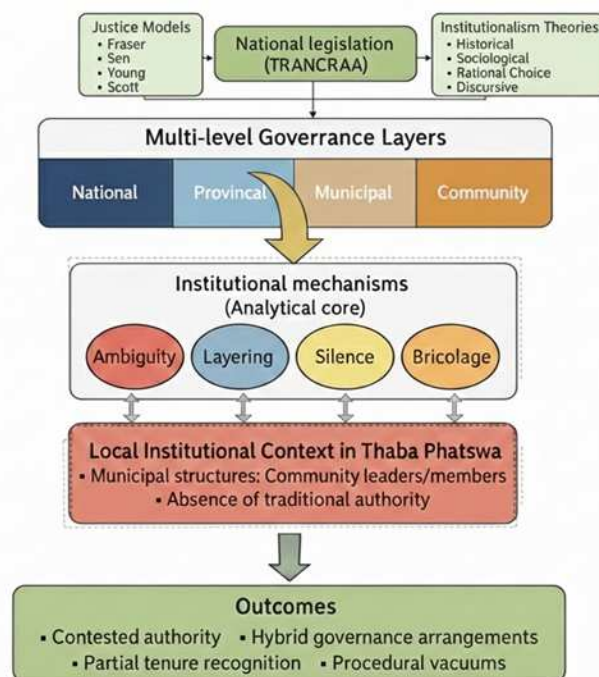 Justice Models
• Fraser
• Sen
• Young
• Scott
National legislation
(TRANCRAA)
Institutionalism Theories
• Historical
• Sociological
• Rational Choice
• Discursive
Multi-level Goverrance Layers
National
Provincal
Municipal
Community
Institutional mechanisms
(Analytical core)
Ambiguity
Layering
Silence
Bricolage
Local Institutional Context in Thaba Phatswa
▪ Municipal structures: Community leaders/members
▪ Absence of traditional authority
Outcomes
▪ Contested authority ▪ Hybrid governance arrangements
▪ Partial tenure recognition ▪ Procedural vacuums